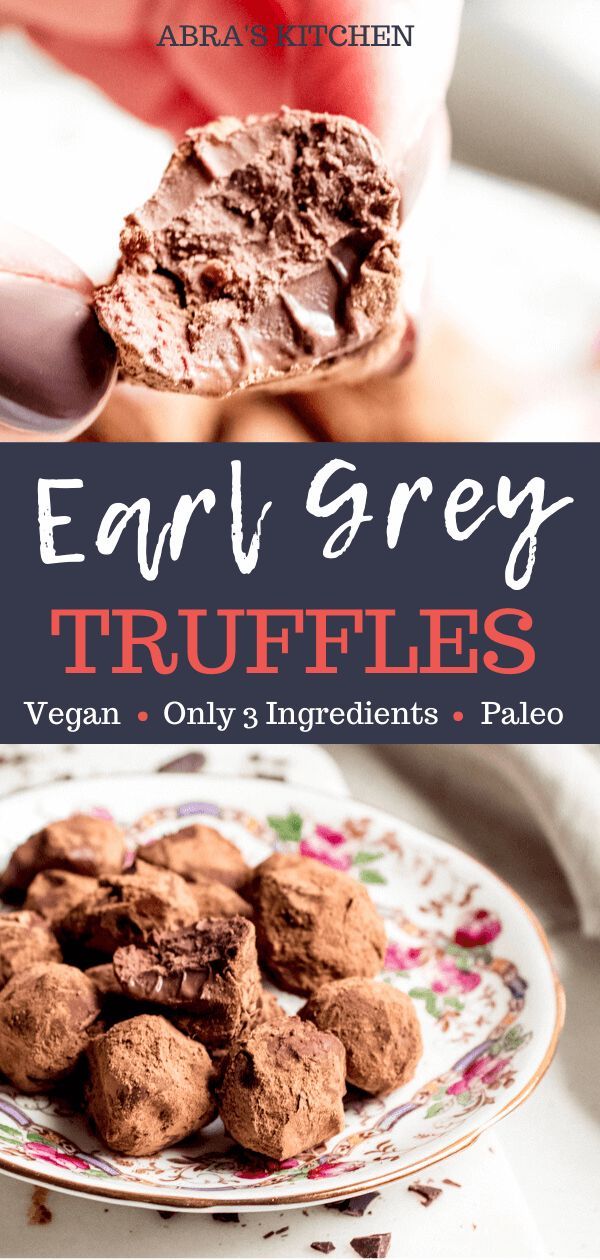 ABRA'S KITCHEN
Earl Grey
TRUFFLES
Vegan • Only 3 Ingredients • Paleo